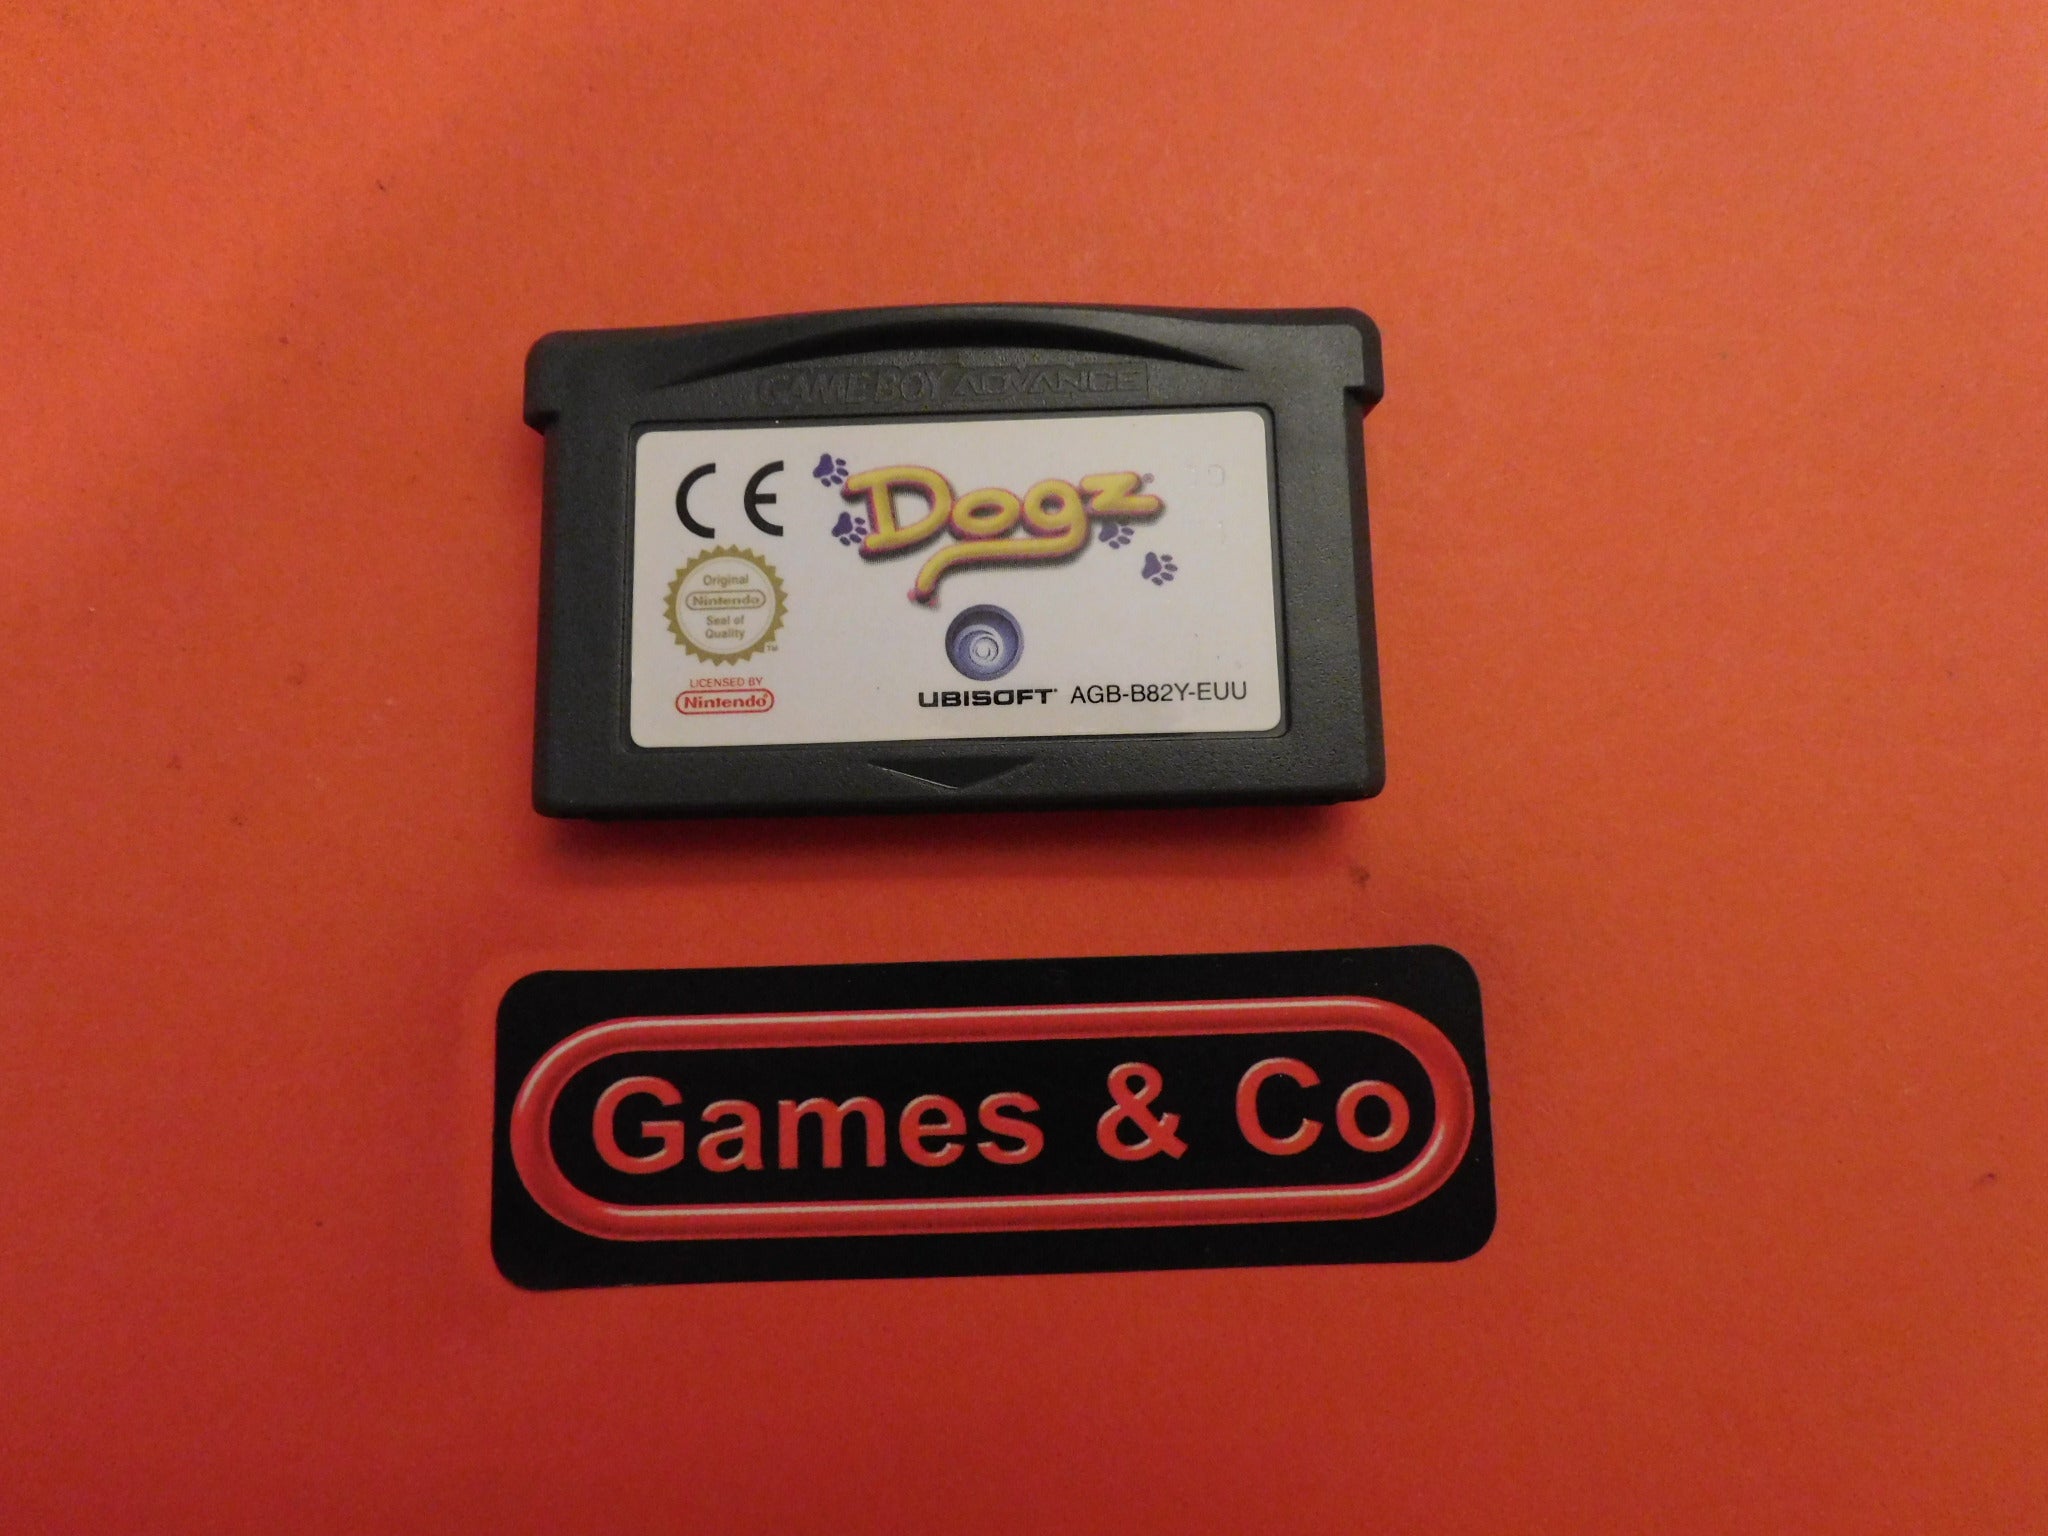 GAME BOY ADVANCE
CE
Dogz®
Original
Nintendo
Seal of
Quality
TM
LICENSED BY
Nintendo®
UBISOFT AGB-B82Y-EUU
Games & Co